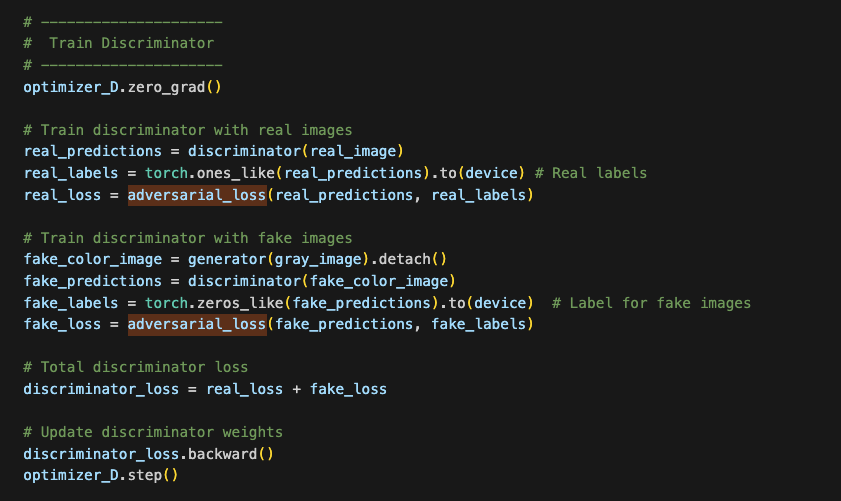 # ---------------------
#  Train Discriminator
# ---------------------
optimizer_D.zero_grad()
# Train discriminator with real images
real_predictions = discriminator(real_image)
real_labels = torch.ones_like(real_predictions).to(device) # Real labels
real_loss = adversarial_loss(real_predictions, real_labels)
# Train discriminator with fake images
fake_color_image = generator(gray_image).detach()
fake_predictions = discriminator(fake_color_image)
fake_labels = torch.zeros_like(fake_predictions).to(device)  # Label for fake images
fake_loss = adversarial_loss(fake_predictions, fake_labels)
# Total discriminator loss
discriminator_loss = real_loss + fake_loss
# Update discriminator weights
discriminator_loss.backward()
optimizer_D.step()